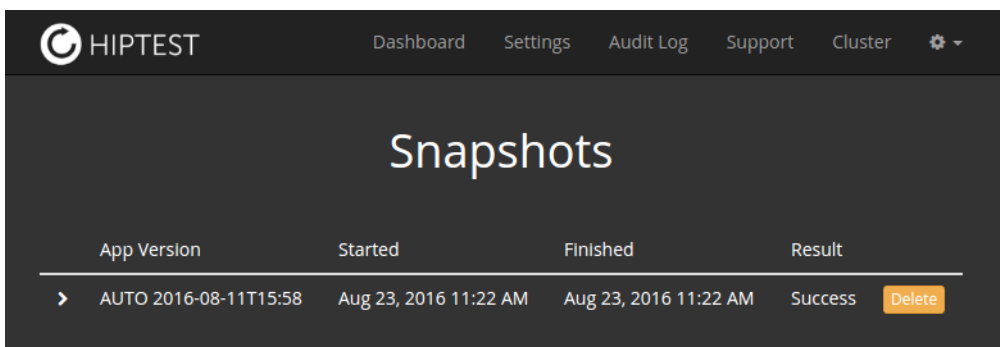 HIPTEST Dashboard Settings Audit Log Support Cluster
Snapshots
App Version Started Finished Result
AUTO 2016-08-11T15:58 Aug 23, 2016 11:22 AM Aug 23, 2016 11:22 AM Success Delete